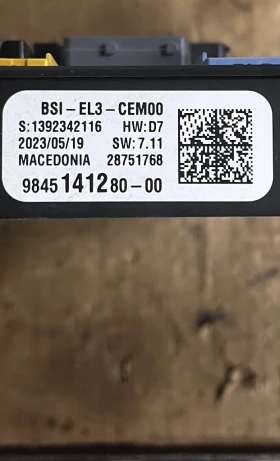 BSI-EL3-CEM00
S:1392342116 HW:D7
2023/05/19 SW:7.11
MACEDONIA 28751768
9845141280-00